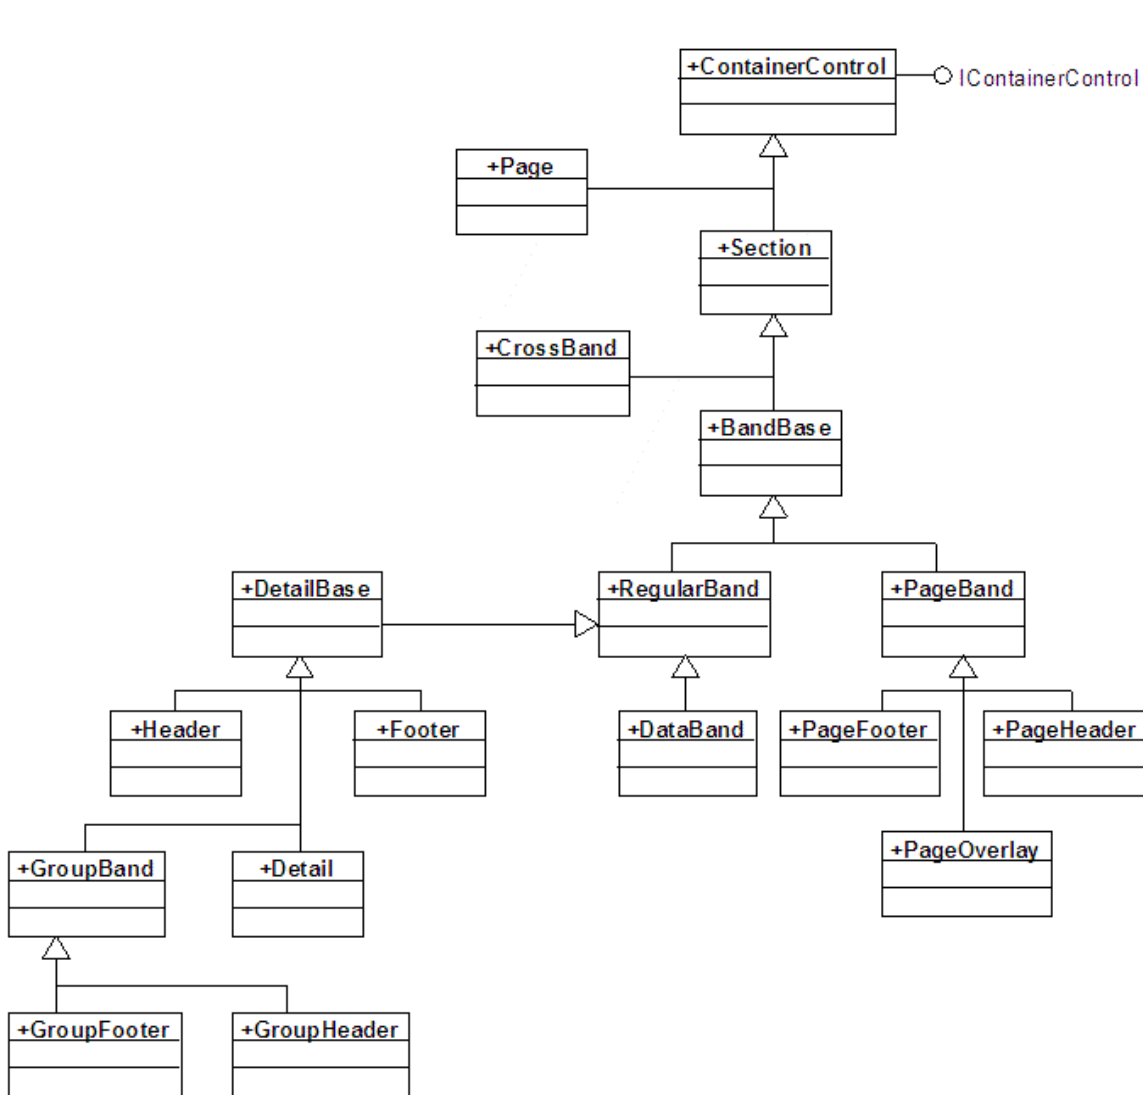 +ContainerControl
IContainerControl
+Page
+Section
+CrossBand
+BandBase
+DetailBase
+RegularBand
+PageBand
+Header
+Footer
+DataBand
+PageFooter
+PageHeader
+PageOverlay
+GroupBand
+Detail
+GroupFooter
+GroupHeader